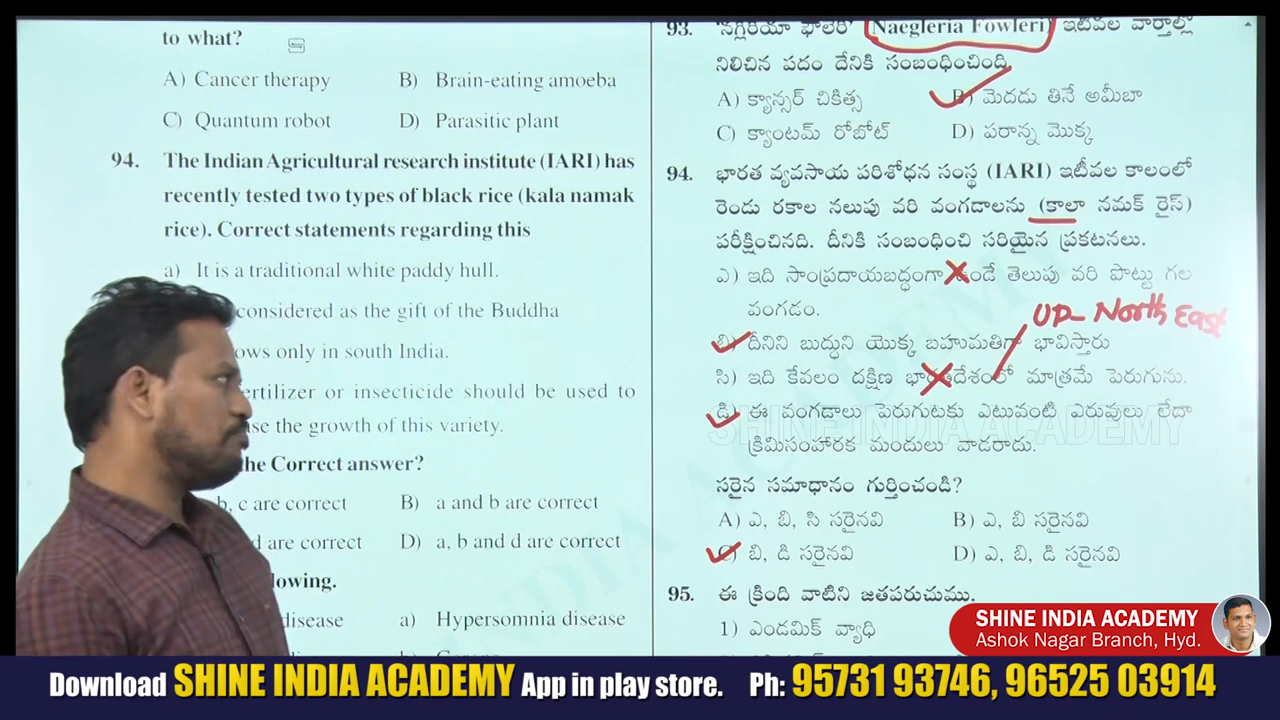 to what?
A) Cancer therapy B) Brain-eating amoeba
C) Quantum robot D) Parasitic plant
94. The Indian Agricultural research institute (IARI) has
recently tested two types of black rice (kala namak
rice). Correct statements regarding this
a) It is a traditional white paddy hull.
considered as the gift of the Buddha
ows only in south India.
ertilizer or insecticide should be used to
se the growth of this variety.
the Correct answer?
b, c are correct B) a and b are correct
d are correct D) a, b and d are correct
lowing.
disease a) Hypersomnia disease
93. 'నగ్లేరియా ఫాలెరి' (Naegleria Fowleri) ఇటీవల వార్తాల్లో
నిలిచిన పదం దేనికి సంబంధించింది
A) క్యాన్సర్ చికిత్స B) మెదడు తినే అమీబా
C) క్యాంటమ్ రోబోట్ D) పరాన్న మొక్క
94. భారత వ్యవసాయ పరిశోధన సంస్థ (IARI) ఇటీవల కాలంలో
రెండు రకాల నలుపు వరి వంగడాలను (కాలా నమక్ రైస్)
పరీక్షించినది. దీనికి సంబంధించి సరియైన ప్రకటనలు.
ఎ) ఇది సాంప్రదాయబద్ధంగా ఉండే తెలుపు వరి పొట్టు గల
వంగడం.
UP- North East
బి) దీనిని బుద్ధుని యొక్క బహుమతిగా భావిస్తారు
సి) ఇది కేవలం దక్షిణ భారతదేశంలో మాత్రమే పెరుగును.
డి) ఈ వంగడాలు పెరుగుటకు ఎటువంటి ఎరువులు లేదా
క్రిమిసంహారక మందులు వాడరాదు.
SHINE INDIA ACADEMY
సరైన సమాధానం గుర్తించండి?
A) ఎ, బి, సి సరైనవి B) ఎ, బి సరైనవి
C) బి, డి సరైనవి D) ఎ, బి, డి సరైనవి
95. ఈ క్రింది వాటిని జతపరుచుము.
1) ఎండమిక్ వ్యాధి
SHINE INDIA ACADEMY
Ashok Nagar Branch, Hyd.
Download SHINE INDIA ACADEMY App in play store. Ph: 95731 93746, 96525 03914